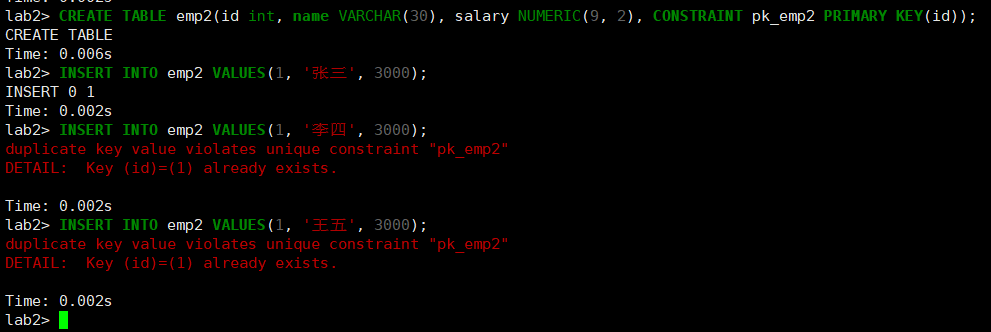 Time: 0.002s
lab2> CREATE TABLE emp2(id int, name VARCHAR(30), salary NUMERIC(9, 2), CONSTRAINT pk_emp2 PRIMARY KEY(id));
CREATE TABLE
Time: 0.006s
lab2> INSERT INTO emp2 VALUES(1, '张三', 3000);
INSERT 0 1
Time: 0.002s
lab2> INSERT INTO emp2 VALUES(1, '李四', 3000);
duplicate key value violates unique constraint "pk_emp2"
DETAIL:  Key (id)=(1) already exists.
Time: 0.002s
lab2> INSERT INTO emp2 VALUES(1, '王五', 3000);
duplicate key value violates unique constraint "pk_emp2"
DETAIL:  Key (id)=(1) already exists.
Time: 0.002s
lab2>